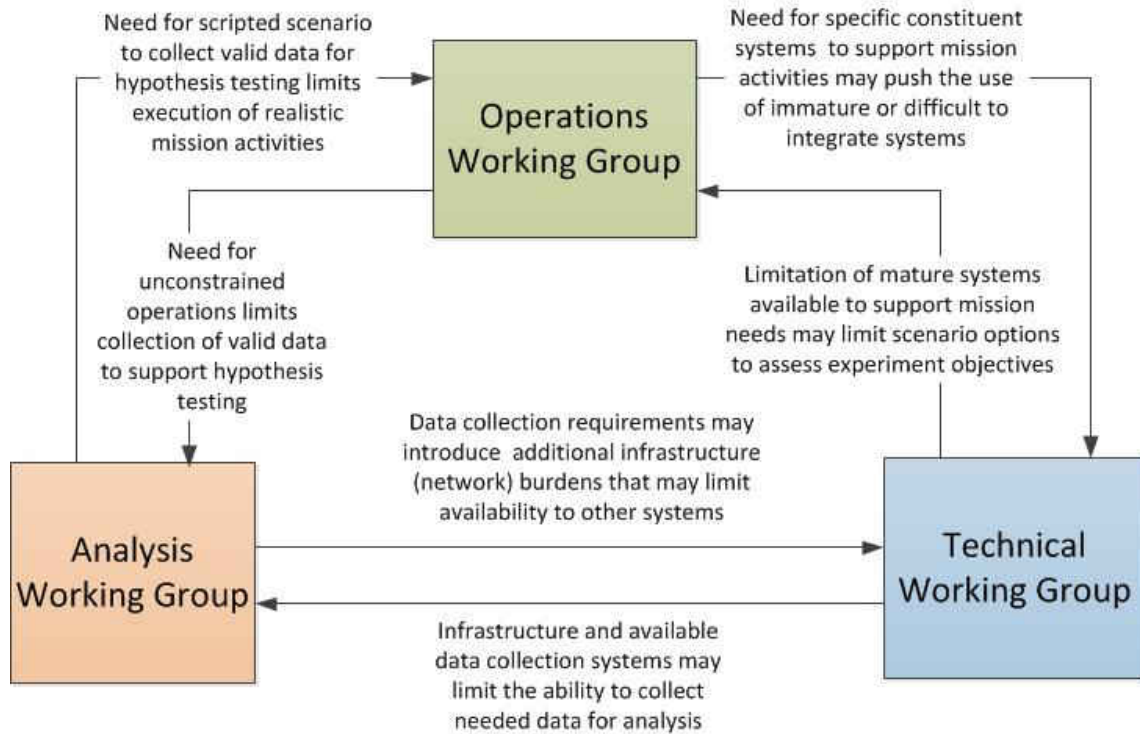 Need for scripted scenario
to collect valid data for
hypothesis testing limits
execution of realistic
mission activities
Operations
Working Group
Need for specific constituent
systems to support mission
activities may push the use
of immature or difficult to
integrate systems
Need for
unconstrained
operations limits
collection of valid data
to support hypothesis
testing
Limitation of mature systems
available to support mission
needs may limit scenario options
to assess experiment objectives
Data collection requirements may
introduce additional infrastructure
(network) burdens that may limit
availability to other systems
Analysis
Working Group
Technical
Working Group
Infrastructure and available
data collection systems may
limit the ability to collect
needed data for analysis